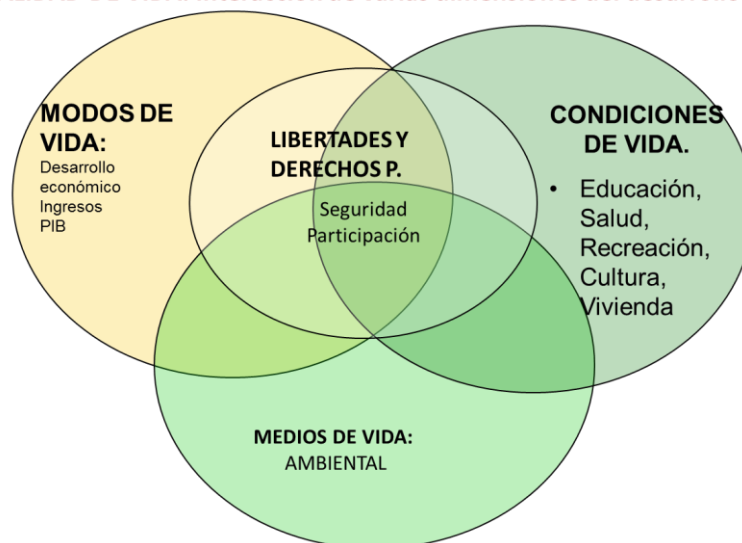 MODOS DE
VIDA:
Desarrollo
económico
Ingresos
PIB
LIBERTADES Y
DERECHOS P.
Seguridad
Participación
CONDICIONES
DE VIDA.
• Educación,
Salud,
Recreación,
Cultura,
Vivienda
MEDIOS DE VIDA:
AMBIENTAL